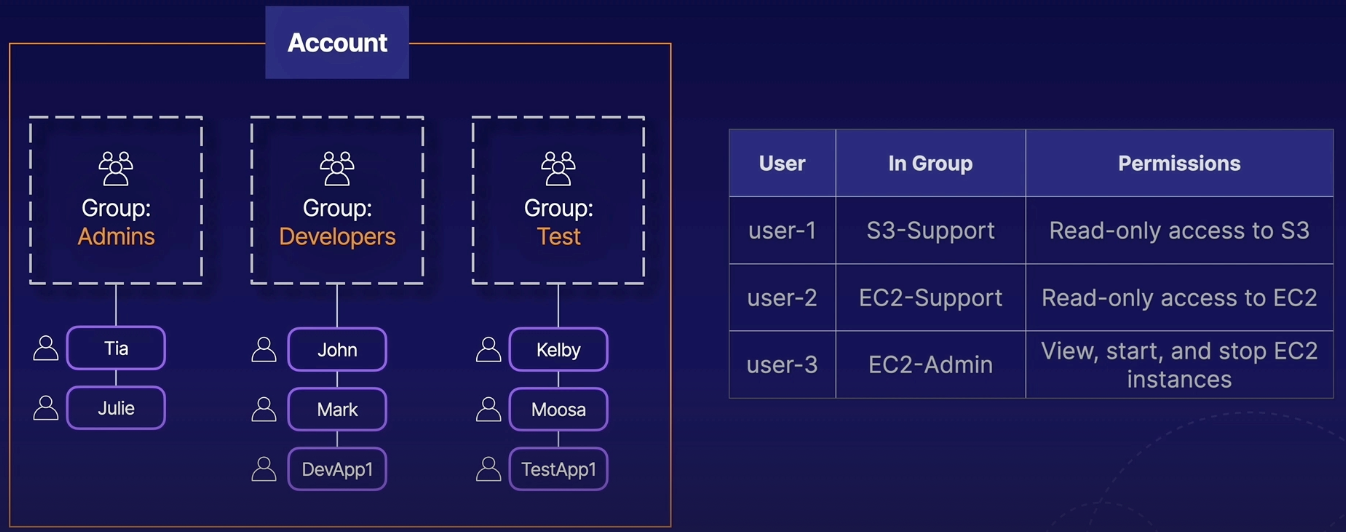 Account
Group:
Admins
Tia
Julie
Group:
Developers
John
Mark
DevApp1
Group:
Test
Kelby
Moosa
TestApp1
User In Group Permissions
user-1 S3-Support Read-only access to S3
user-2 EC2-Support Read-only access to EC2
user-3 EC2-Admin View, start, and stop EC2
instances